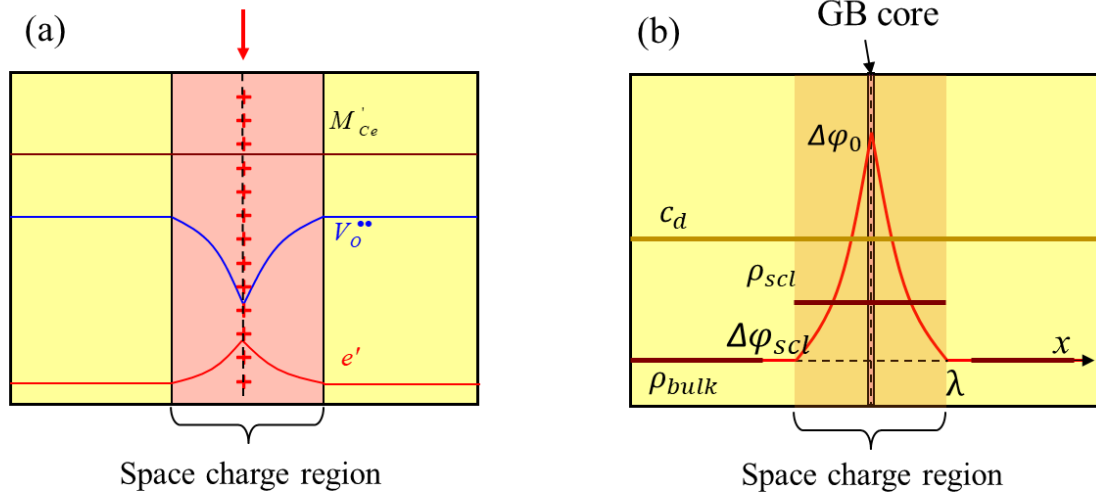 (a)
M'Ce
VO••
e'
Space charge region
(b)
GB core
Δφ0
cd
ρscl
Δφscl
x
ρbulk
λ
Space charge region